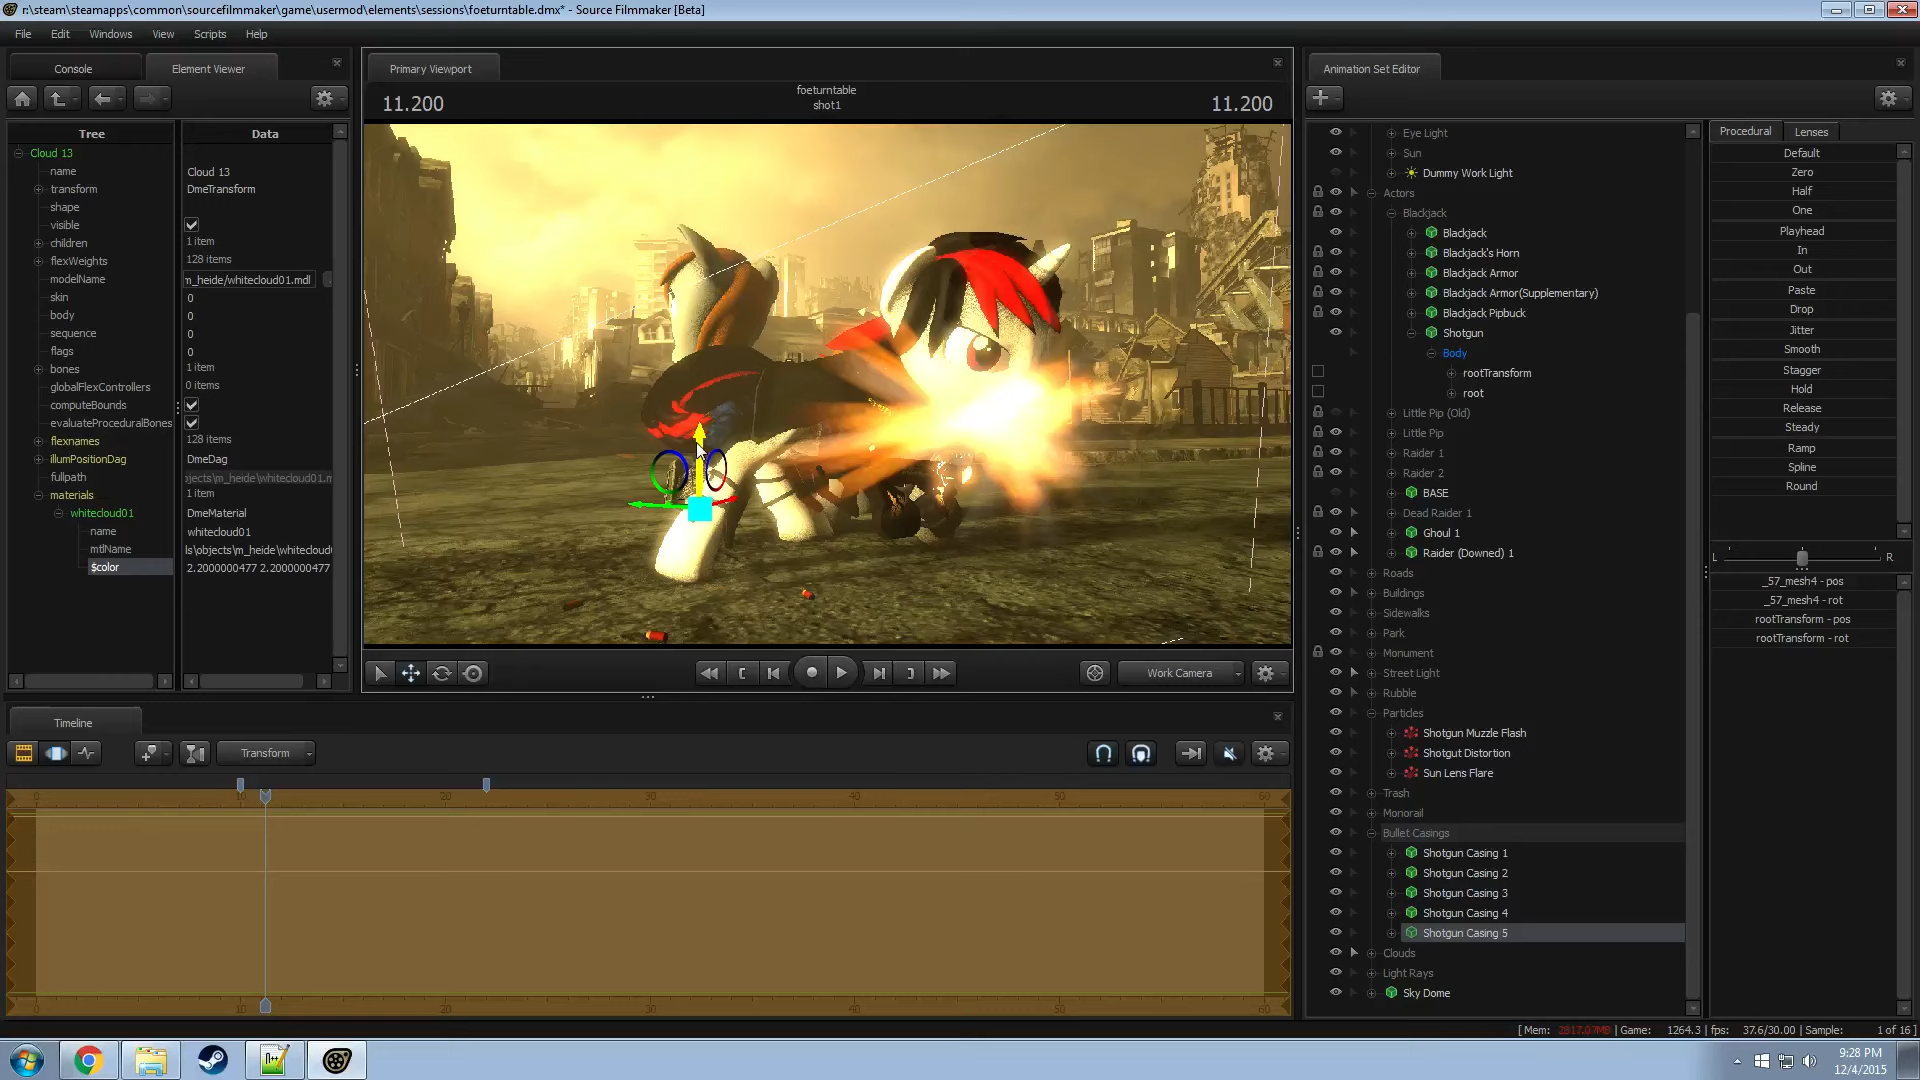 r:\steam\steamapps\common\sourcefilmmaker\game\usermod\elements\sessions\foeturntable.dmx* - Source Filmmaker [Beta]
File Edit Windows View Scripts Help
Console Element Viewer
Tree Data
Cloud 13
name Cloud 13
transform DmeTransform
shape
visible
children 1 item
flexWeights 128 items
modelName m_heide/whitecloud01.mdl
skin 0
body 0
sequence 0
flags 0
bones 1 item
globalFlexControllers 0 items
computeBounds
evaluateProceduralBones
flexnames 128 items
illumPositionDag DmeDag
fullpath bjects\m_heide\whitecloud01.m
materials 1 item
whitecloud01 DmeMaterial
name whitecloud01
mtlName ls\objects\m_heide\whitecloud
$color 2.2000000477 2.2000000477
Primary Viewport
11.200
foeturntable
shot1
11.200
Work Camera
Timeline
Transform
0 10 20 30 40 50 60
0 10 20 30 40 50 60
Animation Set Editor
Eye Light
Sun
Dummy Work Light
Actors
Blackjack
Blackjack
Blackjack's Horn
Blackjack Armor
Blackjack Armor(Supplementary)
Blackjack Pipbuck
Shotgun
Body
rootTransform
root
Little Pip (Old)
Little Pip
Raider 1
Raider 2
BASE
Dead Raider 1
Ghoul 1
Raider (Downed) 1
Roads
Buildings
Sidewalks
Park
Monument
Street Light
Rubble
Particles
Shotgun Muzzle Flash
Shotgut Distortion
Sun Lens Flare
Trash
Monorail
Bullet Casings
Shotgun Casing 1
Shotgun Casing 2
Shotgun Casing 3
Shotgun Casing 4
Shotgun Casing 5
Clouds
Light Rays
Sky Dome
Procedural Lenses
Default
Zero
Half
One
Playhead
In
Out
Paste
Drop
Jitter
Smooth
Stagger
Hold
Release
Steady
Ramp
Spline
Round
L R
_57_mesh4 - pos
_57_mesh4 - rot
rootTransform - pos
rootTransform - rot
[ Mem: 2817.07MB | Game: 1264.3 | fps: 37.6/30.00 | Sample: 1 of 16 ]
9:28 PM
12/4/2015